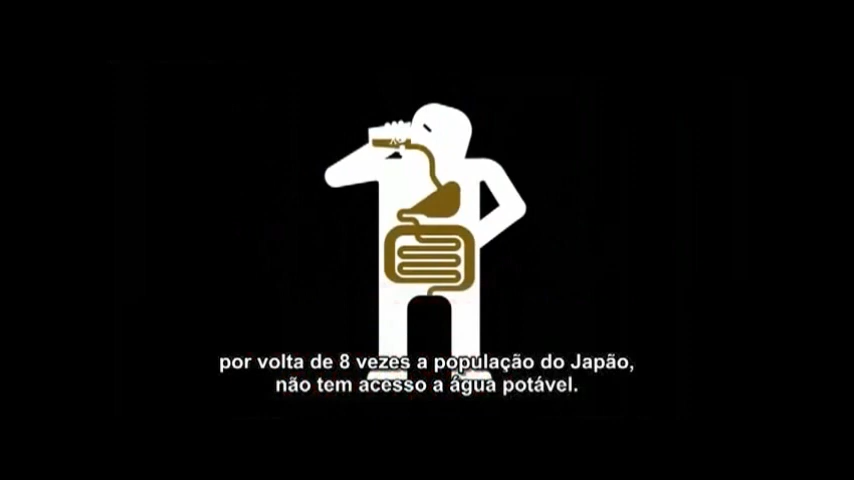 por volta de 8 vezes a população do Japão,
não tem acesso a água potável.